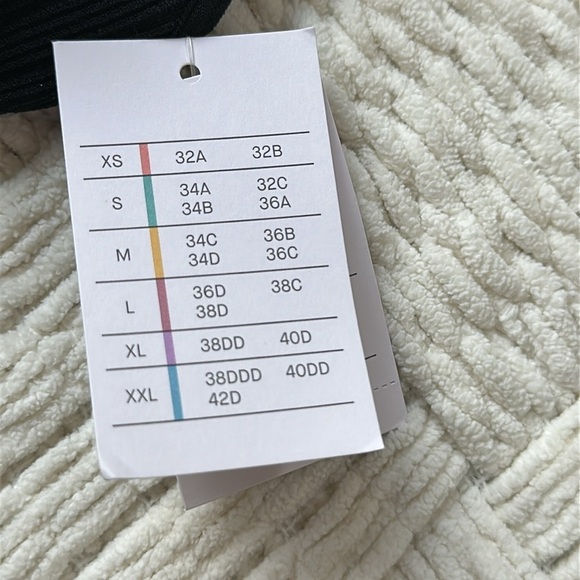 XS 32A 32B
S 34A 32C
34B 36A
M 34C 36B
34D 36C
L 36D 38C
38D
XL 38DD 40D
XXL 38DDD 40DD
42D